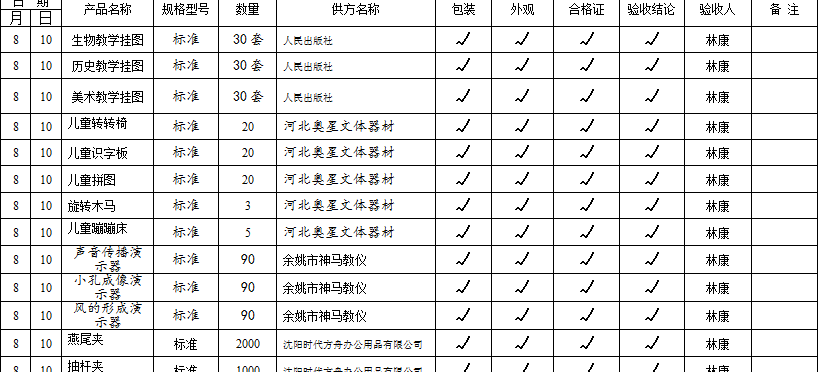 日 期 产品名称 规格型号 数量 供方名称 包装 外观 合格证 验收结论 验收人 备 注
月 日
8 10 生物教学挂图 标准 30 套 人民出版社 ✓ ✓ ✓ ✓ 林康
8 10 历史教学挂图 标准 30 套 人民出版社 ✓ ✓ ✓ ✓ 林康
8 10 美术教学挂图 标准 30 套 人民出版社 ✓ ✓ ✓ ✓ 林康
8 10 儿童转转椅 标准 20 河北奥星文体器材 ✓ ✓ ✓ ✓ 林康
8 10 儿童识字板 标准 20 河北奥星文体器材 ✓ ✓ ✓ ✓ 林康
8 10 儿童拼图 标准 20 河北奥星文体器材 ✓ ✓ ✓ ✓ 林康
8 10 旋转木马 标准 3 河北奥星文体器材 ✓ ✓ ✓ ✓ 林康
8 10 儿童蹦蹦床 标准 5 河北奥星文体器材 ✓ ✓ ✓ ✓ 林康
8 10 声音传播演示器 标准 90 余姚市神马教仪 ✓ ✓ ✓ ✓ 林康
8 10 小孔成像演示器 标准 90 余姚市神马教仪 ✓ ✓ ✓ ✓ 林康
8 10 风的形成演示器 标准 90 余姚市神马教仪 ✓ ✓ ✓ ✓ 林康
8 10 燕尾夹 标准 2000 沈阳时代方舟办公用品有限公司 ✓ ✓ ✓ ✓ 林康
8 10 抽杆夹 标准 1000 沈阳时代方舟办公用品有限公司 ✓ ✓ ✓ ✓ 林康